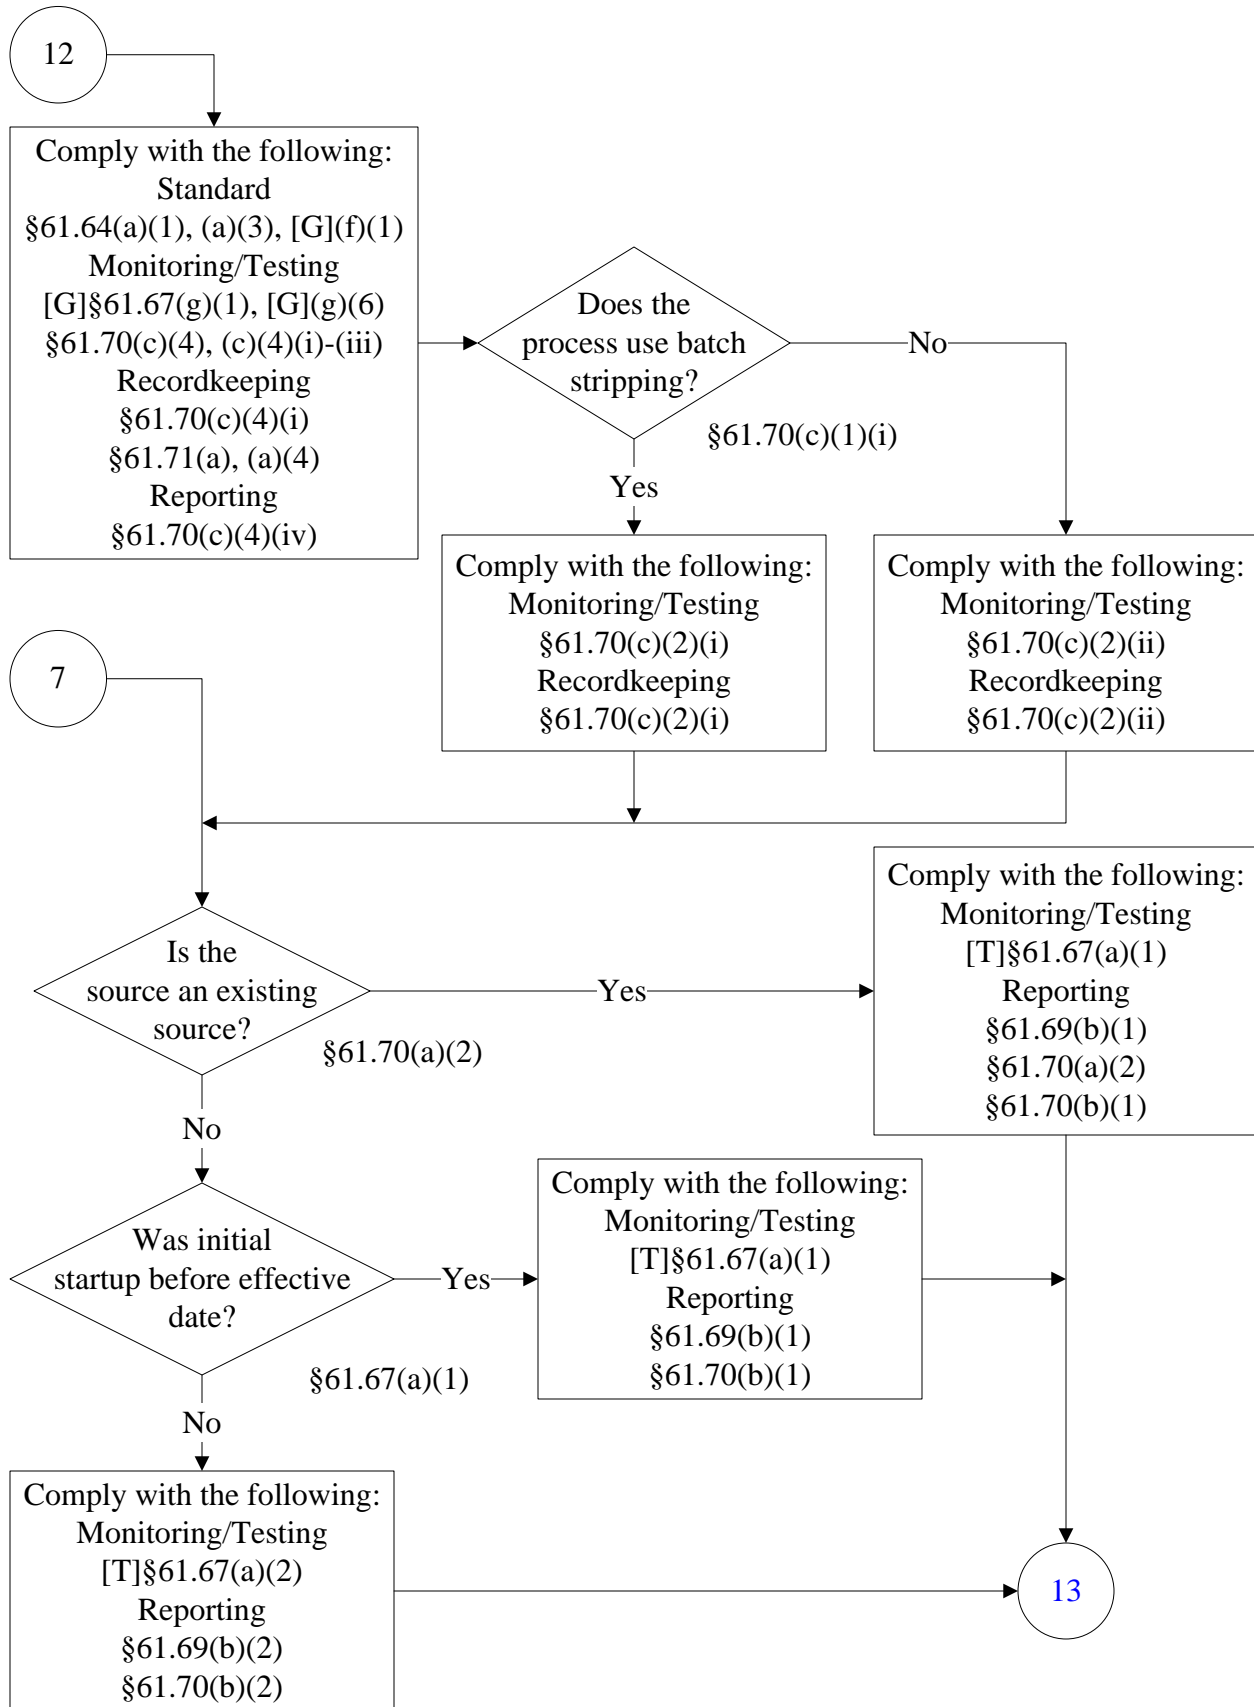 12
Comply with the following:
Standard
§61.64(a)(1), (a)(3), [G](f)(1)
Monitoring/Testing
[G]§61.67(g)(1), [G](g)(6)
§61.70(c)(4), (c)(4)(i)-(iii)
Recordkeeping
§61.70(c)(4)(i)
§61.71(a), (a)(4)
Reporting
§61.70(c)(4)(iv)
Does the
process use batch
stripping?
§61.70(c)(1)(i)
No
Yes
Comply with the following:
Monitoring/Testing
§61.70(c)(2)(i)
Recordkeeping
§61.70(c)(2)(i)
Comply with the following:
Monitoring/Testing
§61.70(c)(2)(ii)
Recordkeeping
§61.70(c)(2)(ii)
7
Is the
source an existing
source?
§61.70(a)(2)
Yes
No
Comply with the following:
Monitoring/Testing
[T]§61.67(a)(1)
Reporting
§61.69(b)(1)
§61.70(a)(2)
§61.70(b)(1)
Was initial
startup before effective
date?
§61.67(a)(1)
Yes
No
Comply with the following:
Monitoring/Testing
[T]§61.67(a)(1)
Reporting
§61.69(b)(1)
§61.70(b)(1)
Comply with the following:
Monitoring/Testing
[T]§61.67(a)(2)
Reporting
§61.69(b)(2)
§61.70(b)(2)
13